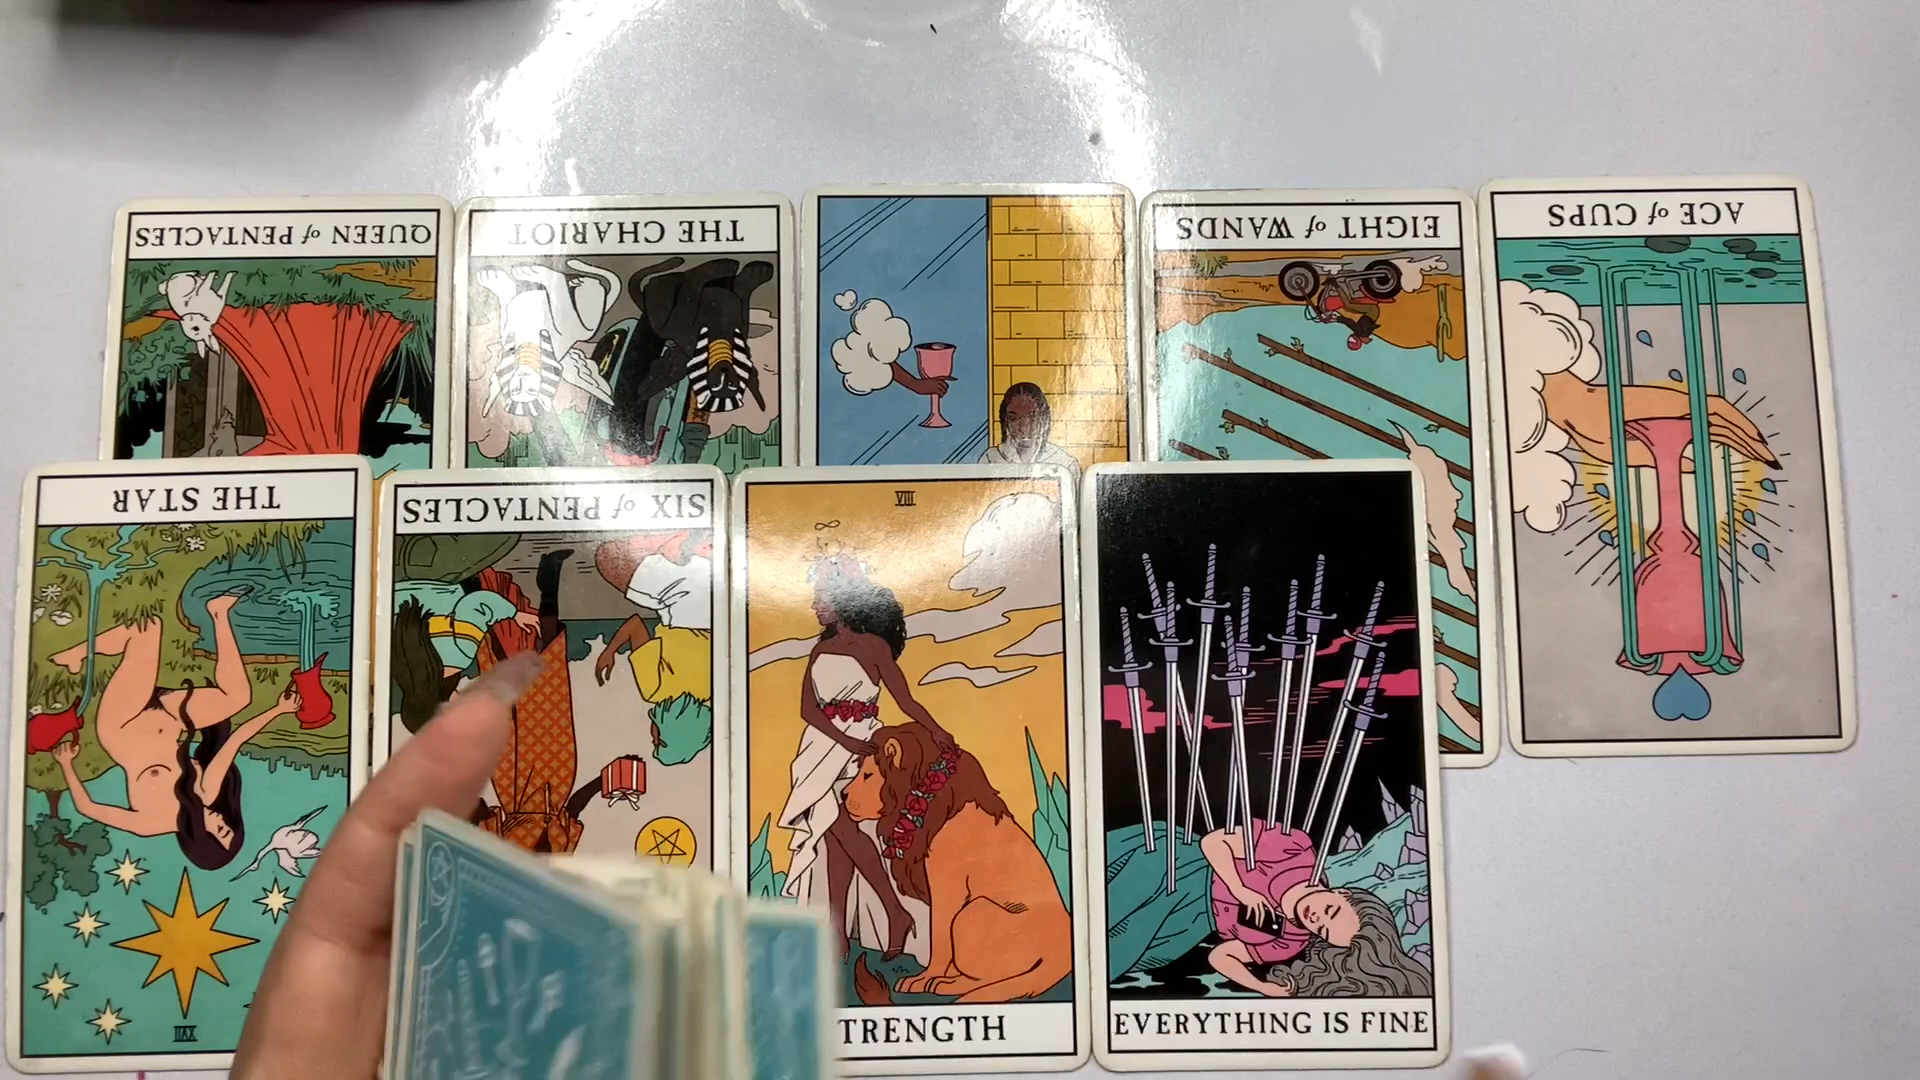 QUEEN of PENTACLES
THE CHARIOT
EIGHT of WANDS
ACE of CUPS
THE STAR
SIX of PENTACLES
VIII
XVII
TRENGTH
EVERYTHING IS FINE